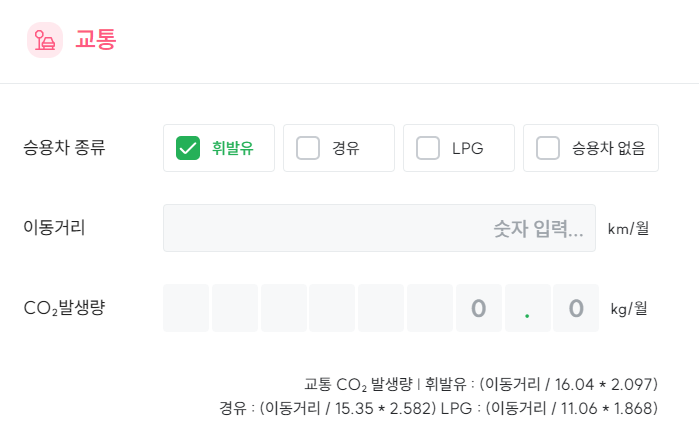 교통
승용차 종류 휘발유 경유 LPG 승용차 없음
이동거리 숫자 입력... km/월
CO₂발생량 0 . 0 kg/월
교통 CO₂ 발생량 | 휘발유 : (이동거리 / 16.04 * 2.097)
경유 : (이동거리 / 15.35 * 2.582) LPG : (이동거리 / 11.06 * 1.868)